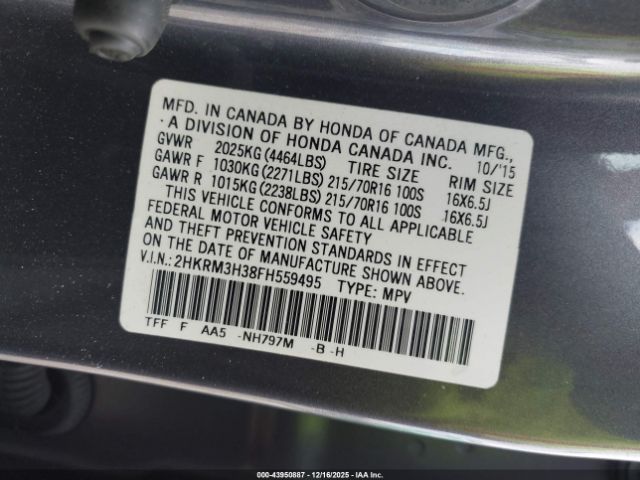 MFD. IN CANADA BY HONDA OF CANADA MFG.,
· A DIVISION OF HONDA CANADA INC. 10/'15
GVWR 2025KG (4464LBS) TIRE SIZE RIM SIZE
GAWR F 1030KG (2271LBS) 215/70R16 100S 16X6.5J
GAWR R 1015KG (2238LBS) 215/70R16 100S 16X6.5J
THIS VEHICLE CONFORMS TO ALL APPLICABLE
FEDERAL MOTOR VEHICLE SAFETY
AND THEFT PREVENTION STANDARDS IN EFFECT
ON THE DATE OF MANUFACTURE SHOWN ABOVE.
V.I.N.: 2HKRM3H38FH559495 TYPE: MPV
TFF F AA5 -NH797M -B -H
000-43950887 - 12/16/2025 - IAA Inc.